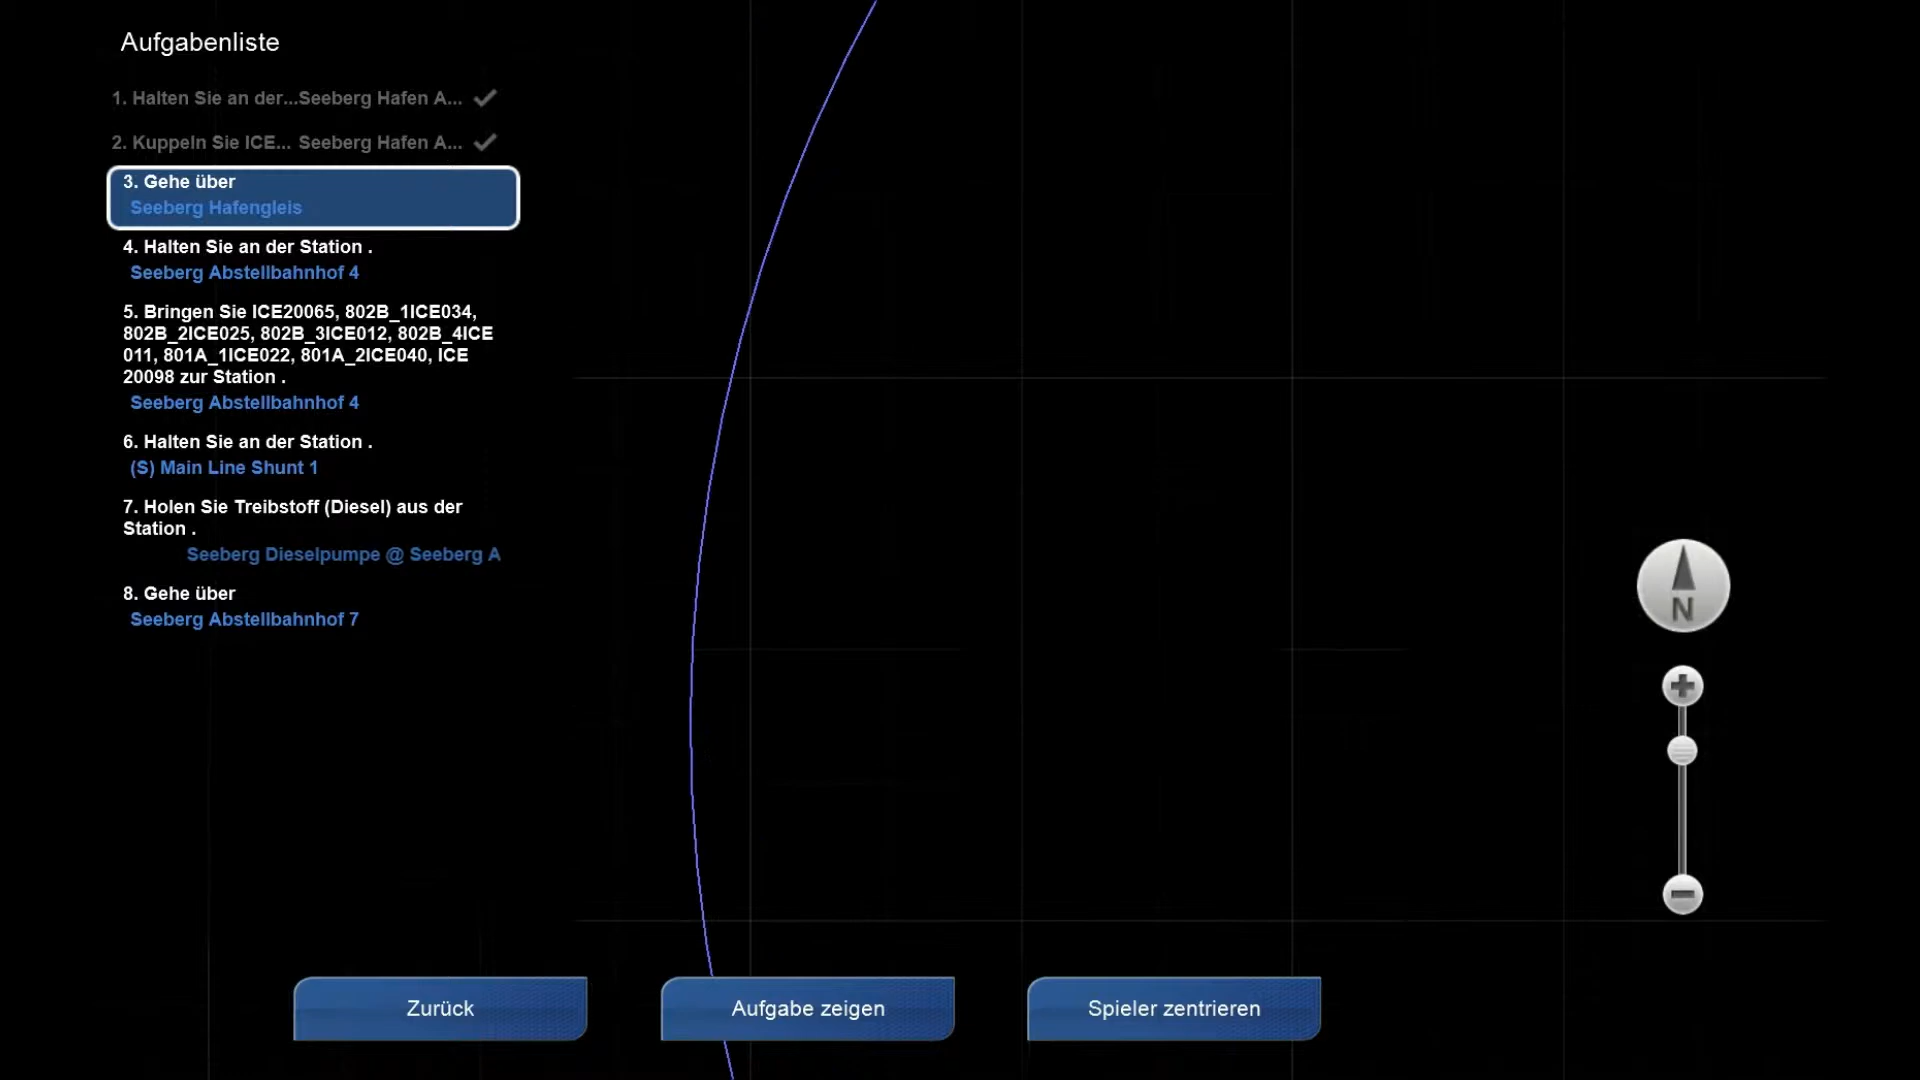 Aufgabenliste
1. Halten Sie an der...Seeberg Hafen A...
2. Kuppeln Sie ICE... Seeberg Hafen A...
3. Gehe über
Seeberg Hafengleis
4. Halten Sie an der Station .
Seeberg Abstellbahnhof 4
5. Bringen Sie ICE20065, 802B_1ICE034,
802B_2ICE025, 802B_3ICE012, 802B_4ICE
011, 801A_1ICE022, 801A_2ICE040, ICE
20098 zur Station .
Seeberg Abstellbahnhof 4
6. Halten Sie an der Station .
(S) Main Line Shunt 1
7. Holen Sie Treibstoff (Diesel) aus der
Station .
Seeberg Dieselpumpe @ Seeberg A
8. Gehe über
Seeberg Abstellbahnhof 7
N
Zurück
Aufgabe zeigen
Spieler zentrieren